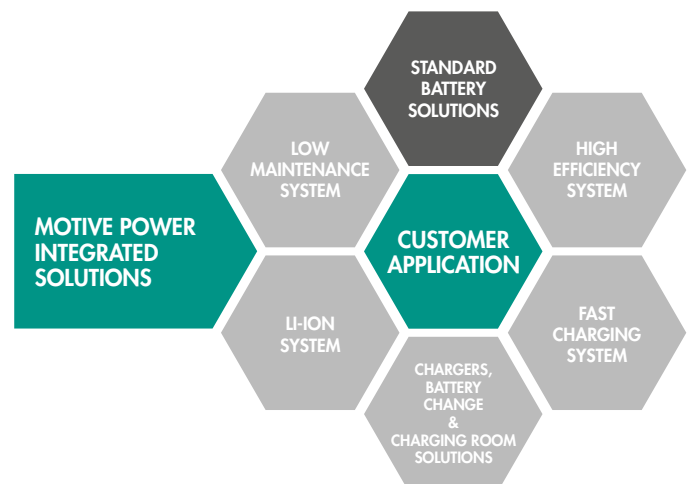 STANDARD
BATTERY
SOLUTIONS
LOW
MAINTENANCE
SYSTEM
HIGH
EFFICIENCY
SYSTEM
MOTIVE POWER
INTEGRATED
SOLUTIONS
CUSTOMER
APPLICATION
LI-ION
SYSTEM
FAST
CHARGING
SYSTEM
CHARGERS,
BATTERY
CHANGE
&
CHARGING ROOM
SOLUTIONS